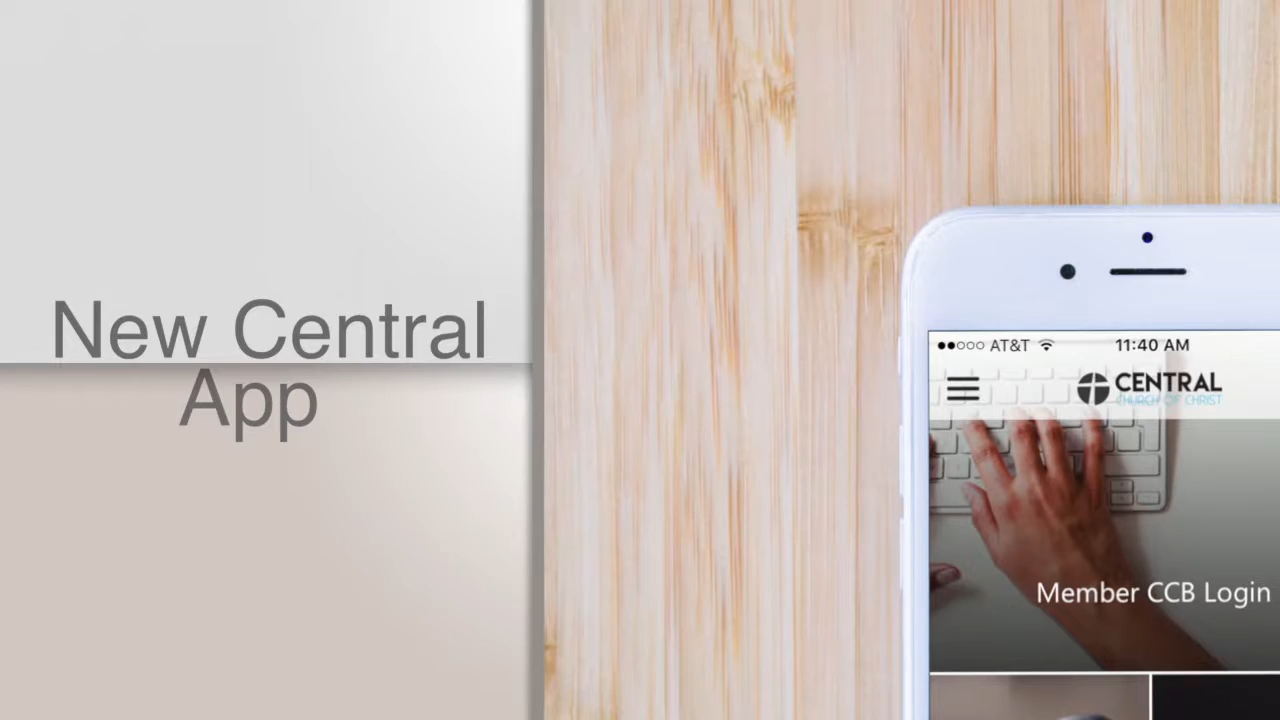 New Central
App
AT&T 11:40 AM
CENTRAL
CHURCH OF CHRIST
Member CCB Login